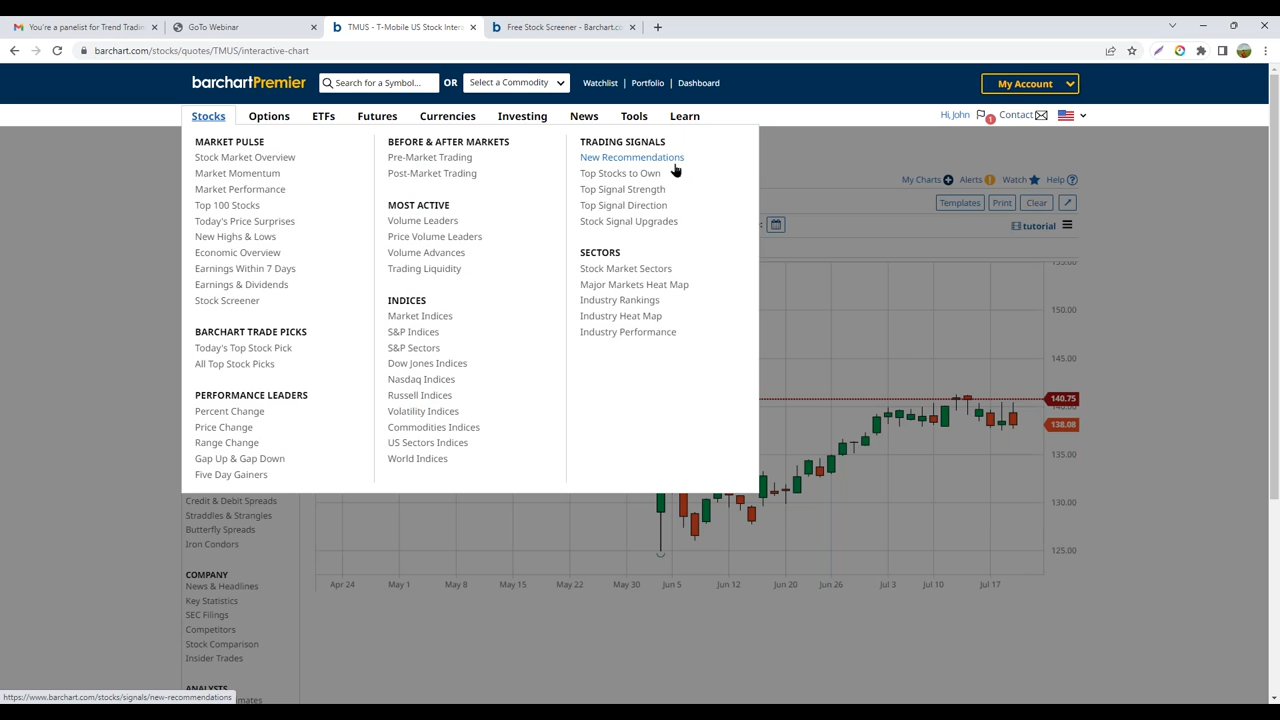 You're a panelist for Trend Tradin
GoTo Webinar
TMUS - T-Mobile US Stock Intera
Free Stock Screener - Barchart.co
barchart.com/stocks/quotes/TMUS/interactive-chart
barchartPremier
Search for a Symbol...
OR
Select a Commodity
Watchlist | Portfolio | Dashboard
My Account
Stocks Options ETFs Futures Currencies Investing News Tools Learn
Hi, John
1
Contact
MARKET PULSE
Stock Market Overview
Market Momentum
Market Performance
Top 100 Stocks
Today's Price Surprises
New Highs & Lows
Economic Overview
Earnings Within 7 Days
Earnings & Dividends
Stock Screener
BARCHART TRADE PICKS
Today's Top Stock Pick
All Top Stock Picks
PERFORMANCE LEADERS
Percent Change
Price Change
Range Change
Gap Up & Gap Down
Five Day Gainers
BEFORE & AFTER MARKETS
Pre-Market Trading
Post-Market Trading
MOST ACTIVE
Volume Leaders
Price Volume Leaders
Volume Advances
Trading Liquidity
INDICES
Market Indices
S&P Indices
S&P Sectors
Dow Jones Indices
Nasdaq Indices
Russell Indices
Volatility Indices
Commodities Indices
US Sectors Indices
World Indices
TRADING SIGNALS
New Recommendations
Top Stocks to Own
Top Signal Strength
Top Signal Direction
Stock Signal Upgrades
SECTORS
Stock Market Sectors
Major Markets Heat Map
Industry Rankings
Industry Heat Map
Industry Performance
My Charts Alerts Watch Help
Templates Print Clear
tutorial
155.00
150.00
145.00
140.75
140.00
138.08
135.00
130.00
125.00
Apr 24 May 1 May 8 May 15 May 22 May 30 Jun 5 Jun 12 Jun 20 Jun 26 Jul 3 Jul 10 Jul 17
Credit & Debit Spreads
Straddles & Strangles
Butterfly Spreads
Iron Condors
COMPANY
News & Headlines
Key Statistics
SEC Filings
Competitors
Stock Comparison
Insider Trades
ANALYSTS
mates
https://www.barchart.com/stocks/signals/new-recommendations